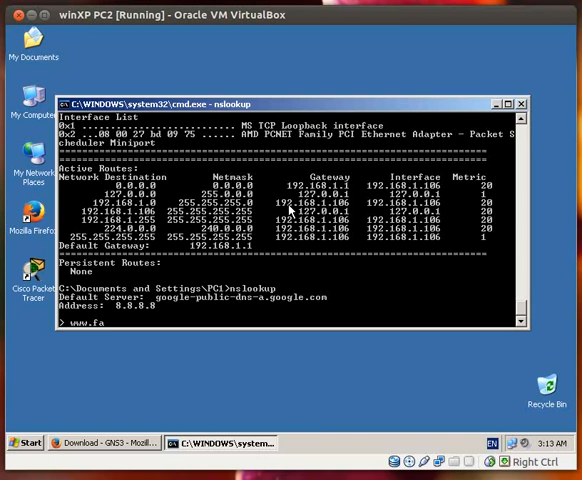 winXP PC2 [Running] - Oracle VM VirtualBox
My Documents
My Computer
My Network
Places
Mozilla Firefox
Cisco Packet
Tracer
C:\WINDOWS\system32\cmd.exe - nslookup
Interface List
0x1 ........................... MS TCP Loopback interface
0x2 ...08 00 27 bd 09 75 ...... AMD PCNET Family PCI Ethernet Adapter - Packet S
cheduler Miniport
===========================================================================
===========================================================================
Active Routes:
Network Destination Netmask Gateway Interface Metric
0.0.0.0 0.0.0.0 192.168.1.1 192.168.1.106 20
127.0.0.0 255.0.0.0 127.0.0.1 127.0.0.1 1
192.168.1.0 255.255.255.0 192.168.1.106 192.168.1.106 20
192.168.1.106 255.255.255.255 127.0.0.1 127.0.0.1 20
192.168.1.255 255.255.255.255 192.168.1.106 192.168.1.106 20
224.0.0.0 240.0.0.0 192.168.1.106 192.168.1.106 20
255.255.255.255 255.255.255.255 192.168.1.106 192.168.1.106 1
Default Gateway: 192.168.1.1
===========================================================================
Persistent Routes:
None
C:\Documents and Settings\PC1>nslookup
Default Server: google-public-dns-a.google.com
Address: 8.8.8.8
> www.fa
Recycle Bin
Start
Download - GNS3 - Mo...
C:\WINDOWS\system...
EN
3:13 AM
Right Ctrl